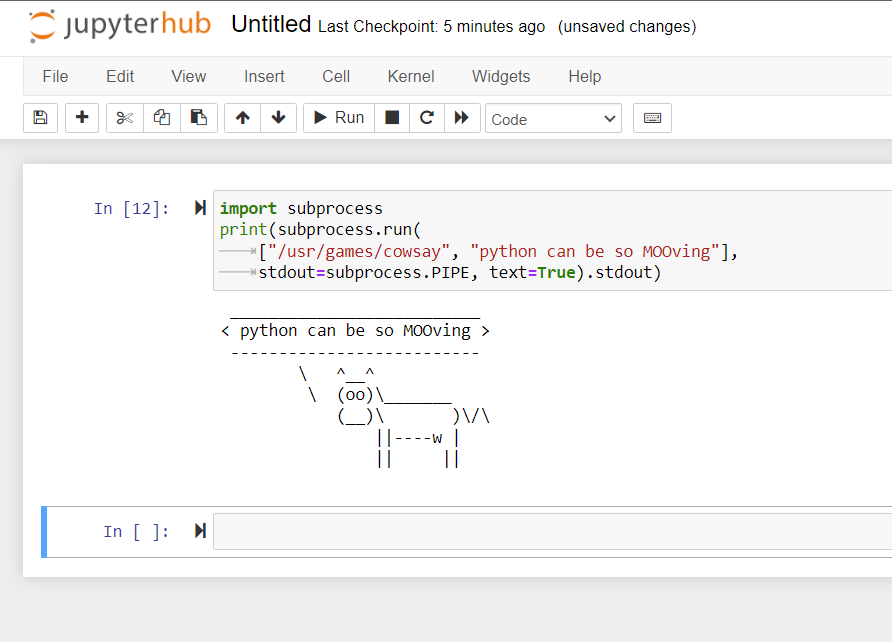 jupyterhub Untitled Last Checkpoint: 5 minutes ago (unsaved changes)
File Edit View Insert Cell Kernel Widgets Help
Run Code
In [12]: import subprocess
print(subprocess.run(
["/usr/games/cowsay", "python can be so MOOving"],
stdout=subprocess.PIPE, text=True).stdout)
 __________________________
< python can be so MOOving >
 --------------------------
        \   ^__^
         \  (oo)\_______
            (__)\       )\/\
                ||----w |
                ||     ||
In [ ]: